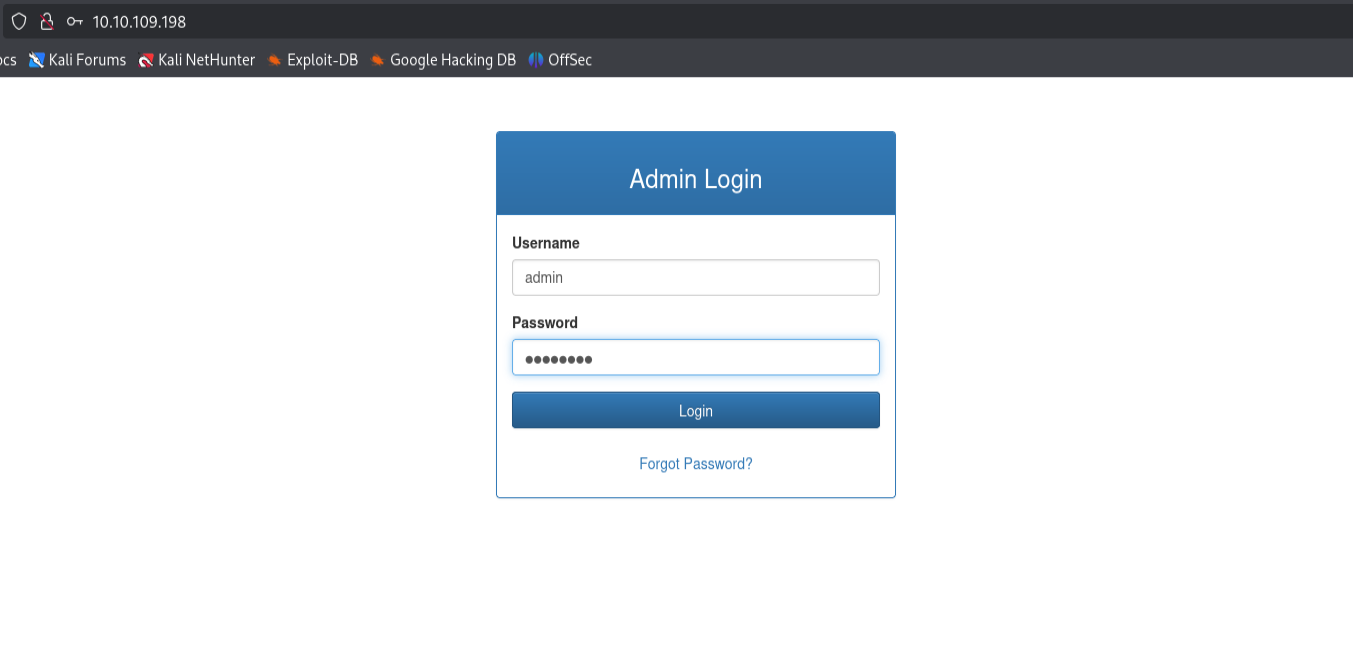 10.10.109.198
ocs Kali Forums Kali NetHunter Exploit-DB Google Hacking DB OffSec
Admin Login
Username
admin
Password
••••••••
Login
Forgot Password?